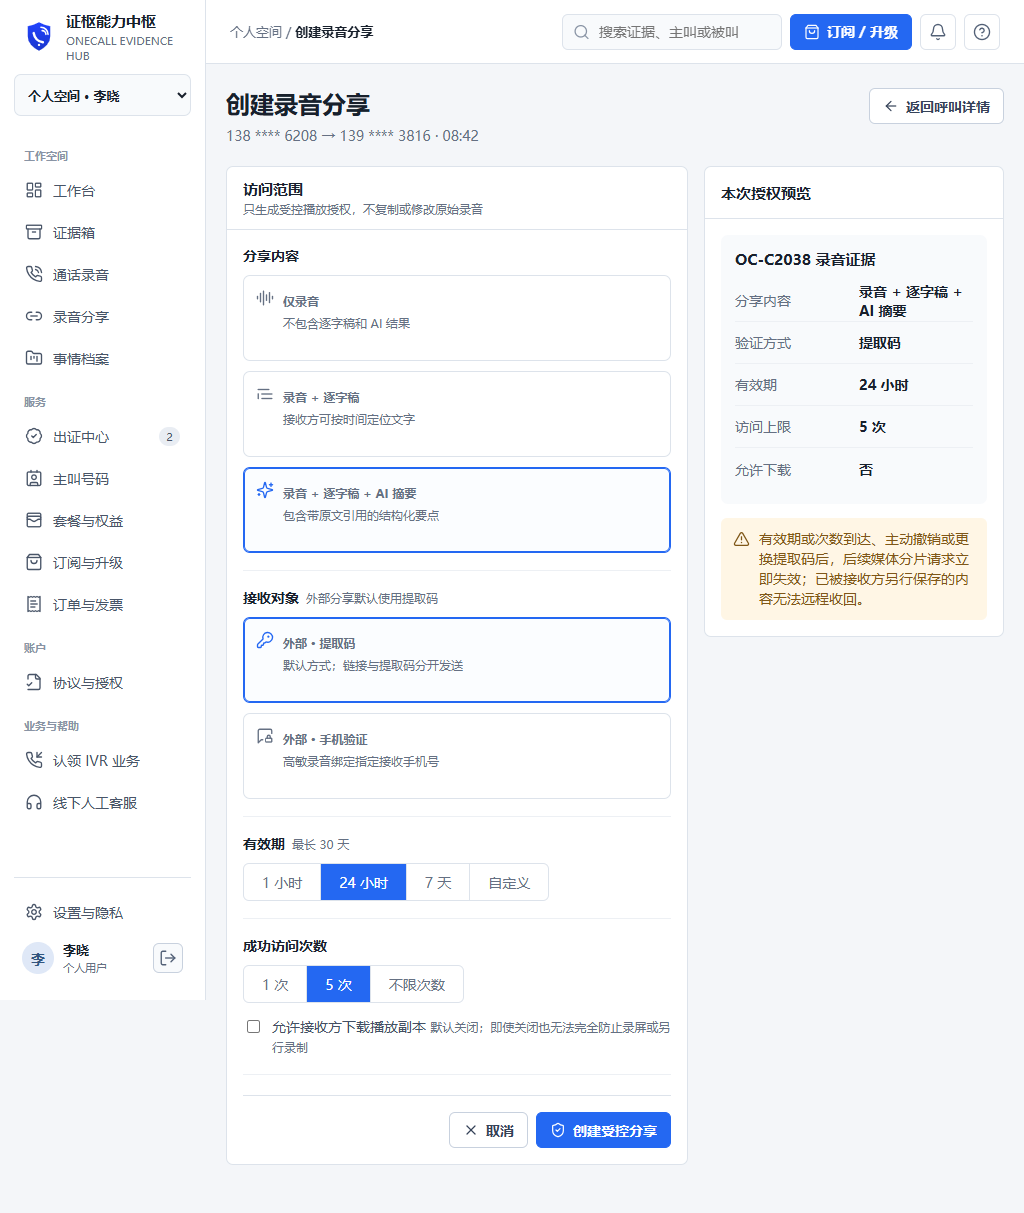 证枢能力中枢
ONECALL EVIDENCE
HUB
个人空间 • 李晓
工作空间
工作台
证据箱
通话录音
录音分享
事情档案
服务
出证中心 2
主叫号码
套餐与权益
订阅与升级
订单与发票
账户
协议与授权
业务与帮助
认领 IVR 业务
线下人工客服
设置与隐私
李
李晓
个人用户
个人空间 / 创建录音分享
搜索证据、主叫或被叫
订阅 / 升级
创建录音分享
138 **** 6208 → 139 **** 3816 · 08:42
返回呼叫详情
访问范围
只生成受控播放授权，不复制或修改原始录音
分享内容
仅录音
不包含逐字稿和 AI 结果
录音 + 逐字稿
接收方可按时间定位文字
录音 + 逐字稿 + AI 摘要
包含带原文引用的结构化要点
接收对象 外部分享默认使用提取码
外部 • 提取码
默认方式；链接与提取码分开发送
外部 • 手机验证
高敏录音绑定指定接收手机号
有效期 最长 30 天
1 小时 24 小时 7 天 自定义
成功访问次数
1 次 5 次 不限次数
允许接收方下载播放副本 默认关闭；即使关闭也无法完全防止录屏或另
行录制
取消 创建受控分享
本次授权预览
OC-C2038 录音证据
分享内容 录音 + 逐字稿 +
AI 摘要
验证方式 提取码
有效期 24 小时
访问上限 5 次
允许下载 否
有效期或次数到达、主动撤销或更
换提取码后，后续媒体分片请求立
即失效；已被接收方另行保存的内
容无法远程收回。